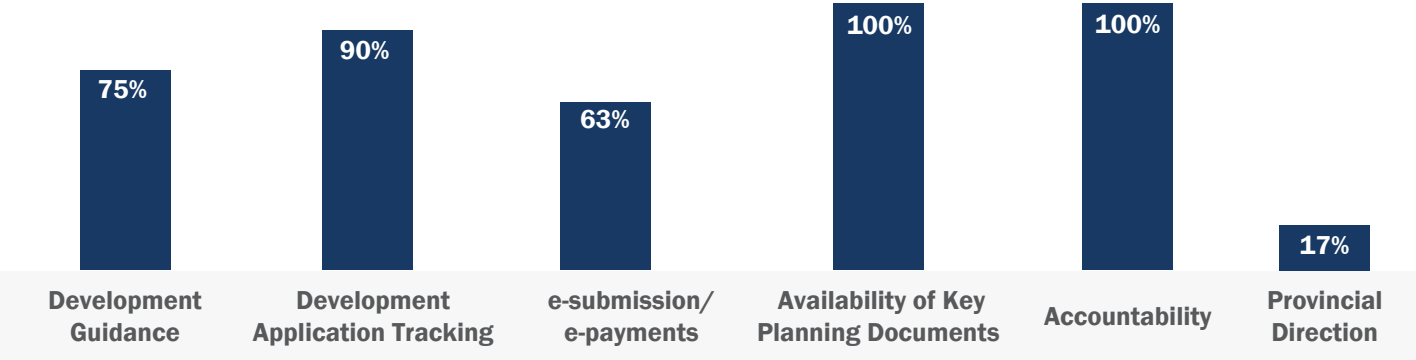 75%
90%
63%
100%
100%
17%
Development
Guidance
Development
Application Tracking
e-submission/
e-payments
Availability of Key
Planning Documents
Accountability
Provincial
Direction